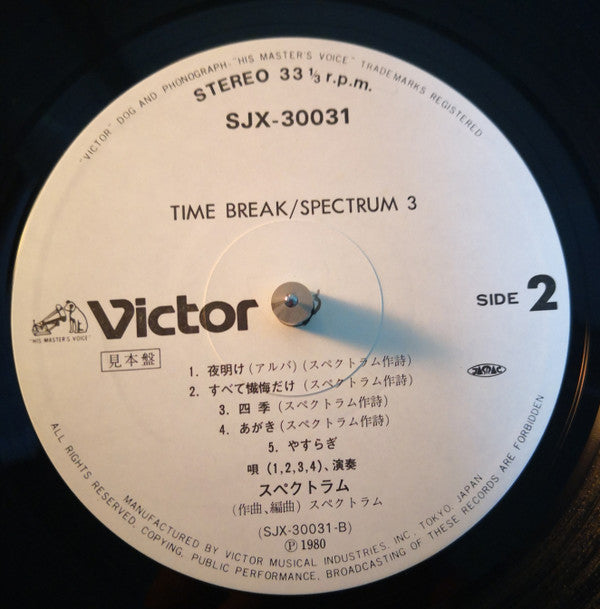 "VICTOR" DOG AND PHONOGRAPH-"HIS MASTER'S VOICE" TRADEMARKS REGISTERED
STEREO 33⅓ r.p.m.
SJX-30031
TIME BREAK/SPECTRUM 3
"HIS MASTER'S VOICE"
Victor
SIDE 2
見本盤
JASRAC
1. 夜明け (アルバ) (スペクトラム作詩)
2. すべて懺悔だけ (スペクトラム作詩)
3. 四 季 (スペクトラム作詩)
4. あがき (スペクトラム作詩)
5. やすらぎ
唄 (1,2,3,4)、演奏
スペクトラム
(作曲、編曲) スペクトラム
(SJX-30031-B)
Ⓟ 1980
MANUFACTURED BY VICTOR MUSICAL INDUSTRIES, INC. TOKYO, JAPAN
ALL RIGHTS RESERVED. COPYING, PUBLIC PERFORMANCE, BROADCASTING OF THESE RECORDS ARE FORBIDDEN